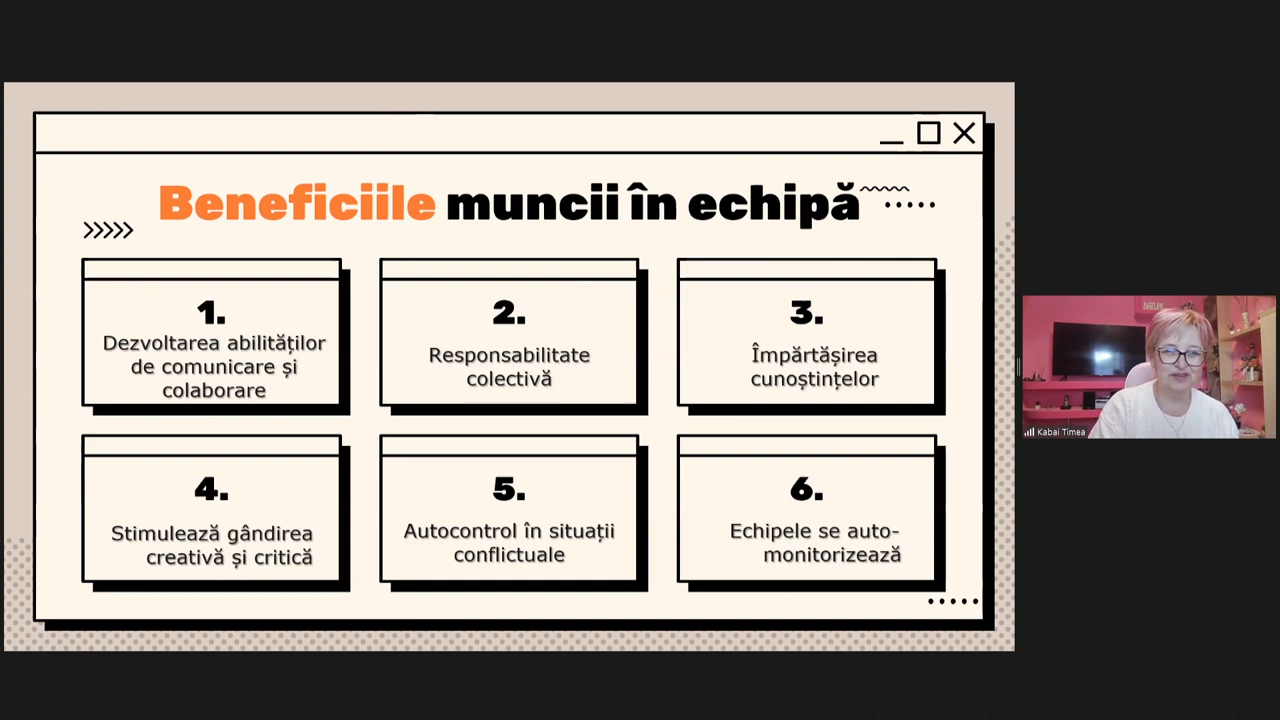 Beneficiile muncii în echipă
1.
Dezvoltarea abilităților
de comunicare și
colaborare
2.
Responsabilitate
colectivă
3.
Împărtășirea
cunoștințelor
4.
Stimulează gândirea
creativă și critică
5.
Autocontrol în situații
conflictuale
6.
Echipele se auto-
monitorizează
NATURE
Kabai Timea